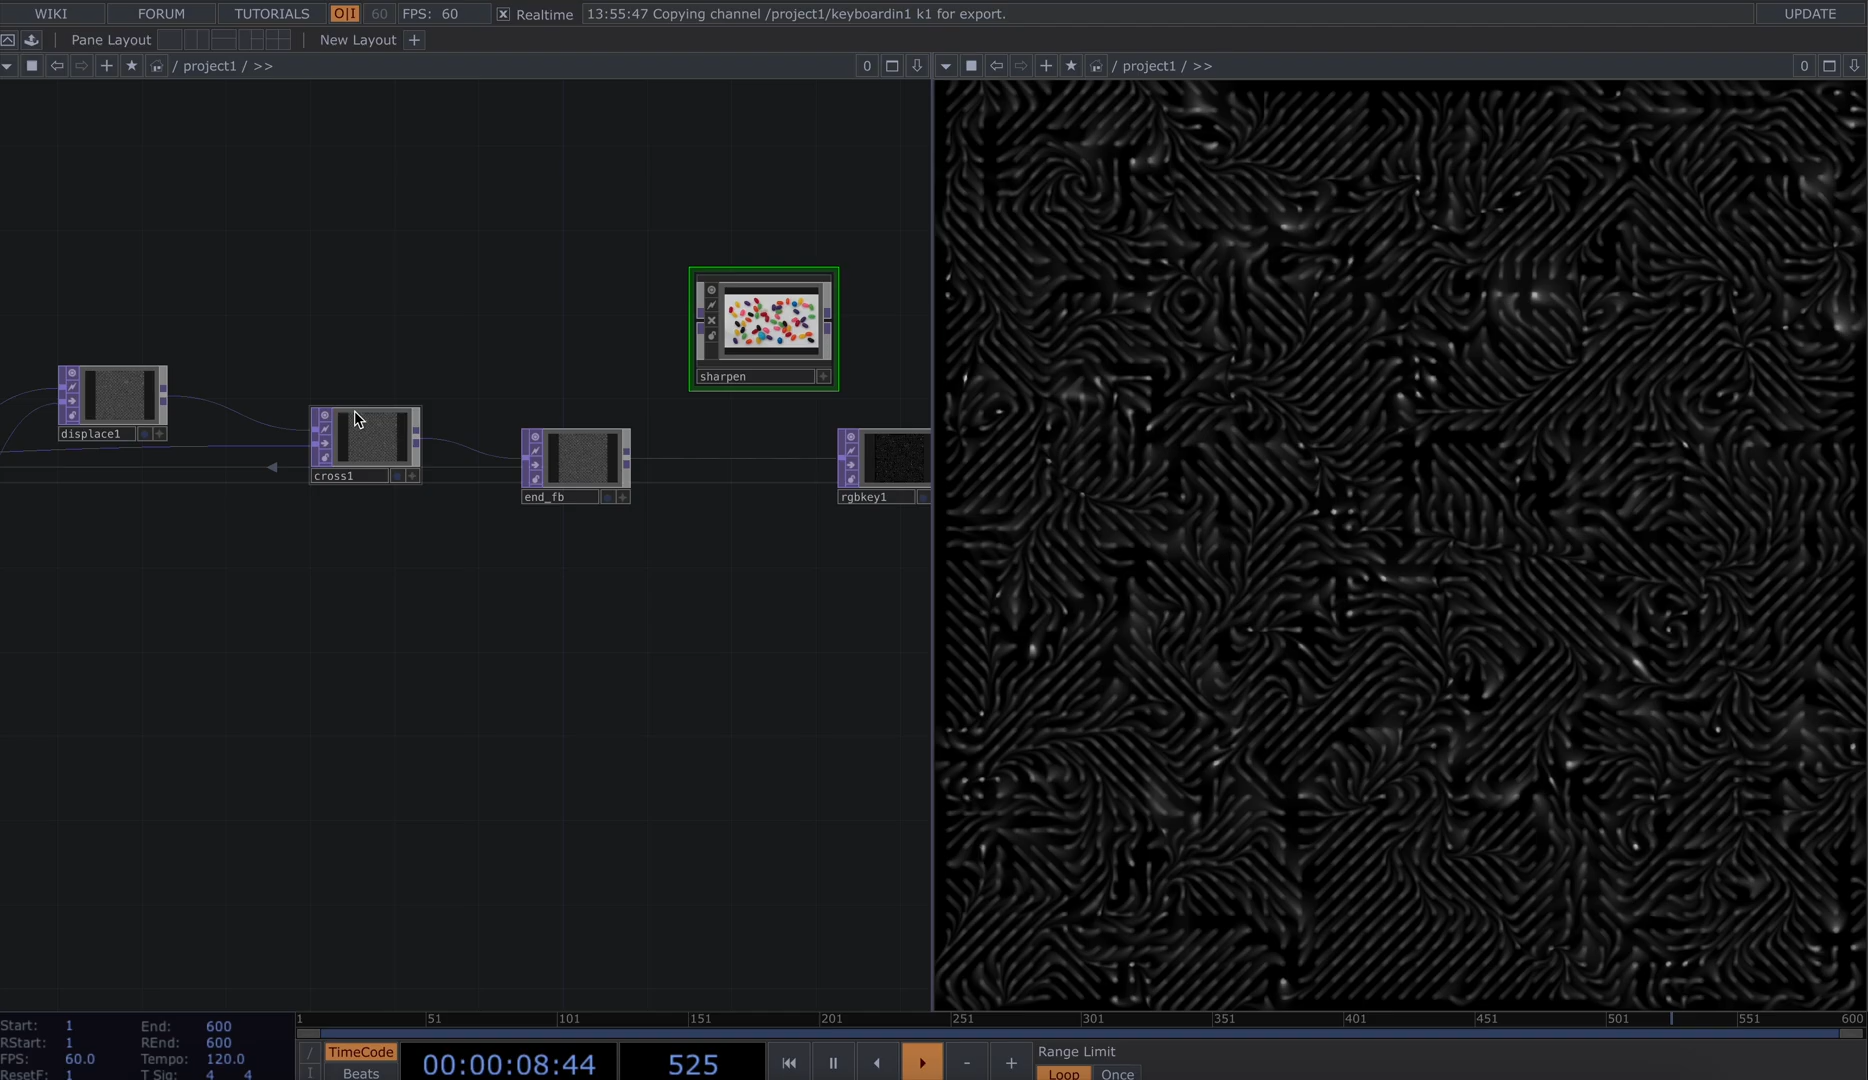 WIKI FORUM TUTORIALS O|I 60 FPS: 60 X Realtime 13:55:47 Copying channel /project1/keyboardin1 k1 for export. UPDATE
Pane Layout New Layout +
/ project1 / >> 0
/ project1 / >> 0
sharpen
displace1
cross1
end_fb
rgbkey1
1 51 101 151 201 251 301 351 401 451 501 551 600
Start: 1 End: 600
RStart: 1 REnd: 600
FPS: 60.0 Tempo: 120.0
ResetF: 1 T Sig: 4 4
TimeCode
Beats
00:00:08:44 525
- +
Range Limit
Loop Once